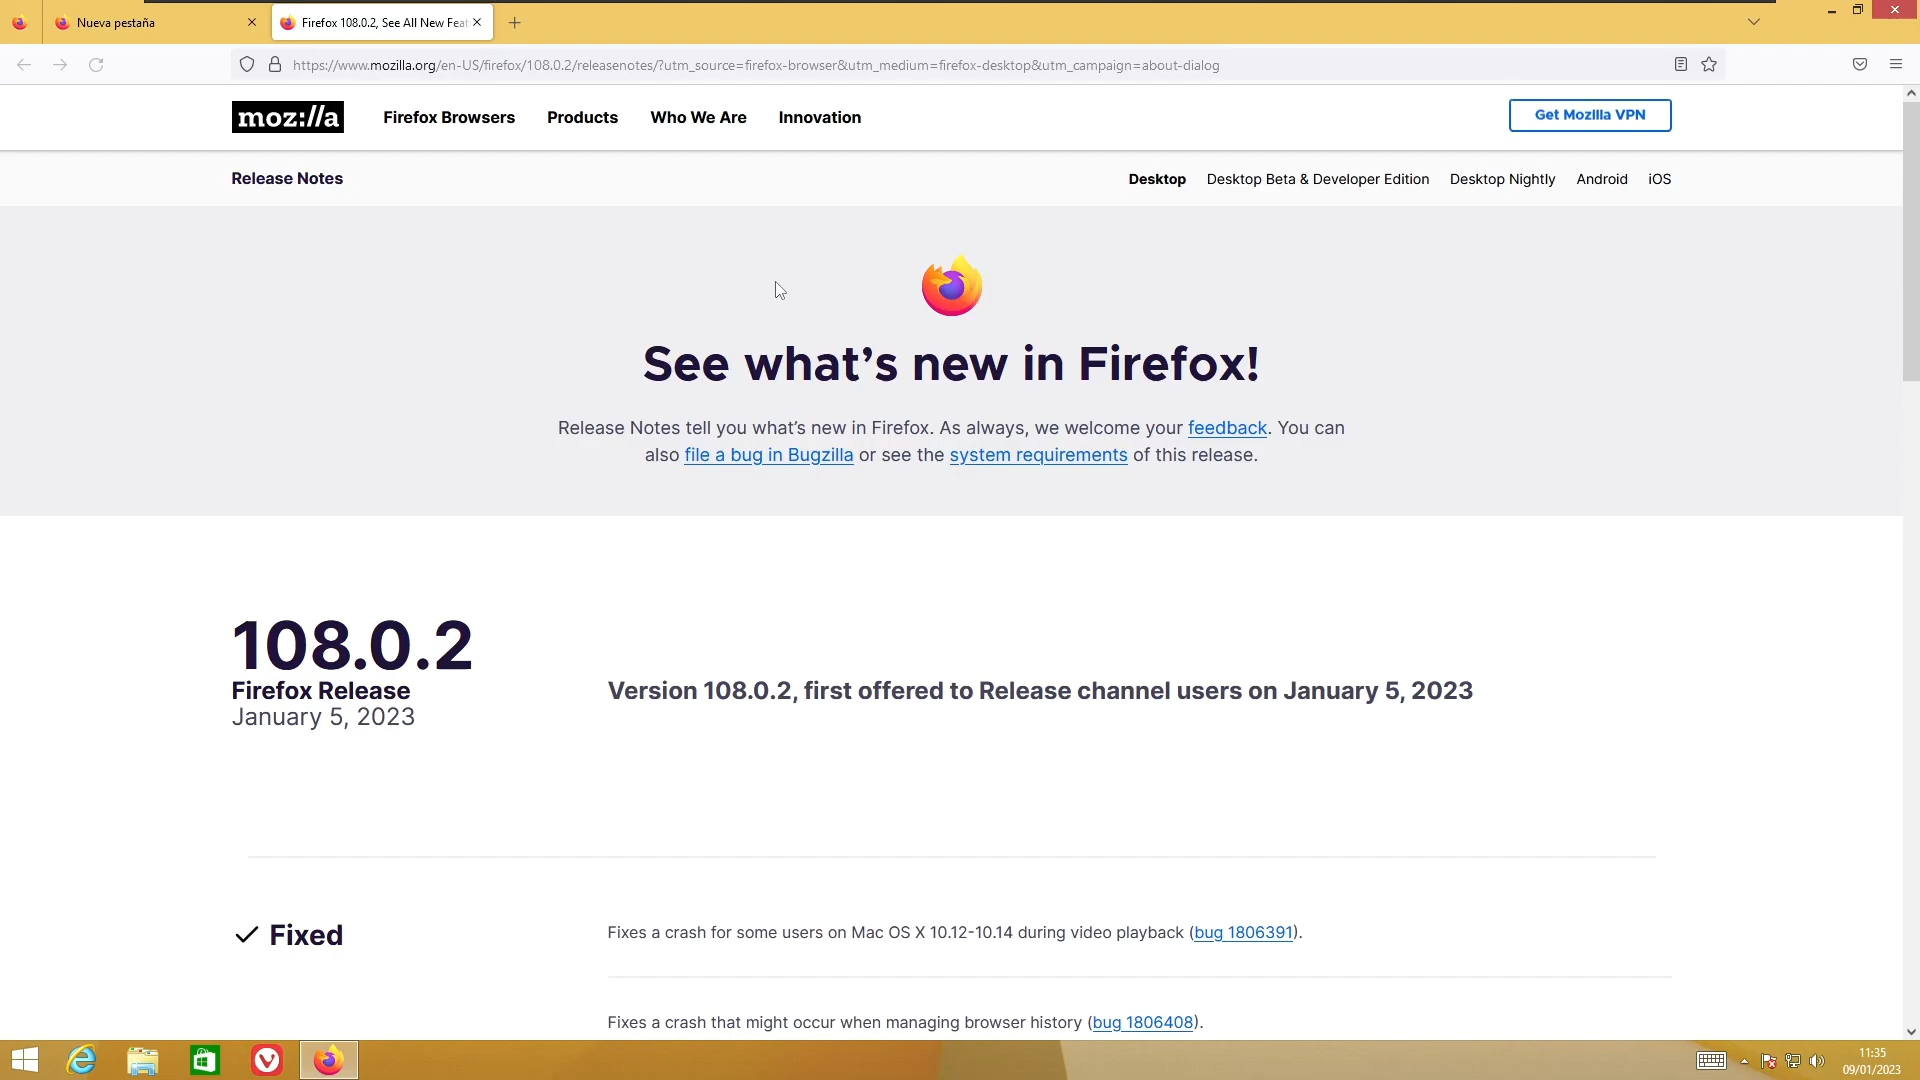 Nueva pestaña
Firefox 108.0.2, See All New Feat
https://www.mozilla.org/en-US/firefox/108.0.2/releasenotes/?utm_source=firefox-browser&utm_medium=firefox-desktop&utm_campaign=about-dialog
moz://a
Firefox Browsers
Products
Who We Are
Innovation
Get Mozilla VPN
Release Notes
Desktop
Desktop Beta & Developer Edition
Desktop Nightly
Android
iOS
See what’s new in Firefox!
Release Notes tell you what’s new in Firefox. As always, we welcome your feedback. You can
also file a bug in Bugzilla or see the system requirements of this release.
108.0.2
Firefox Release
January 5, 2023
Version 108.0.2, first offered to Release channel users on January 5, 2023
Fixed
Fixes a crash for some users on Mac OS X 10.12-10.14 during video playback (bug 1806391).
Fixes a crash that might occur when managing browser history (bug 1806408).
11:35
09/01/2023